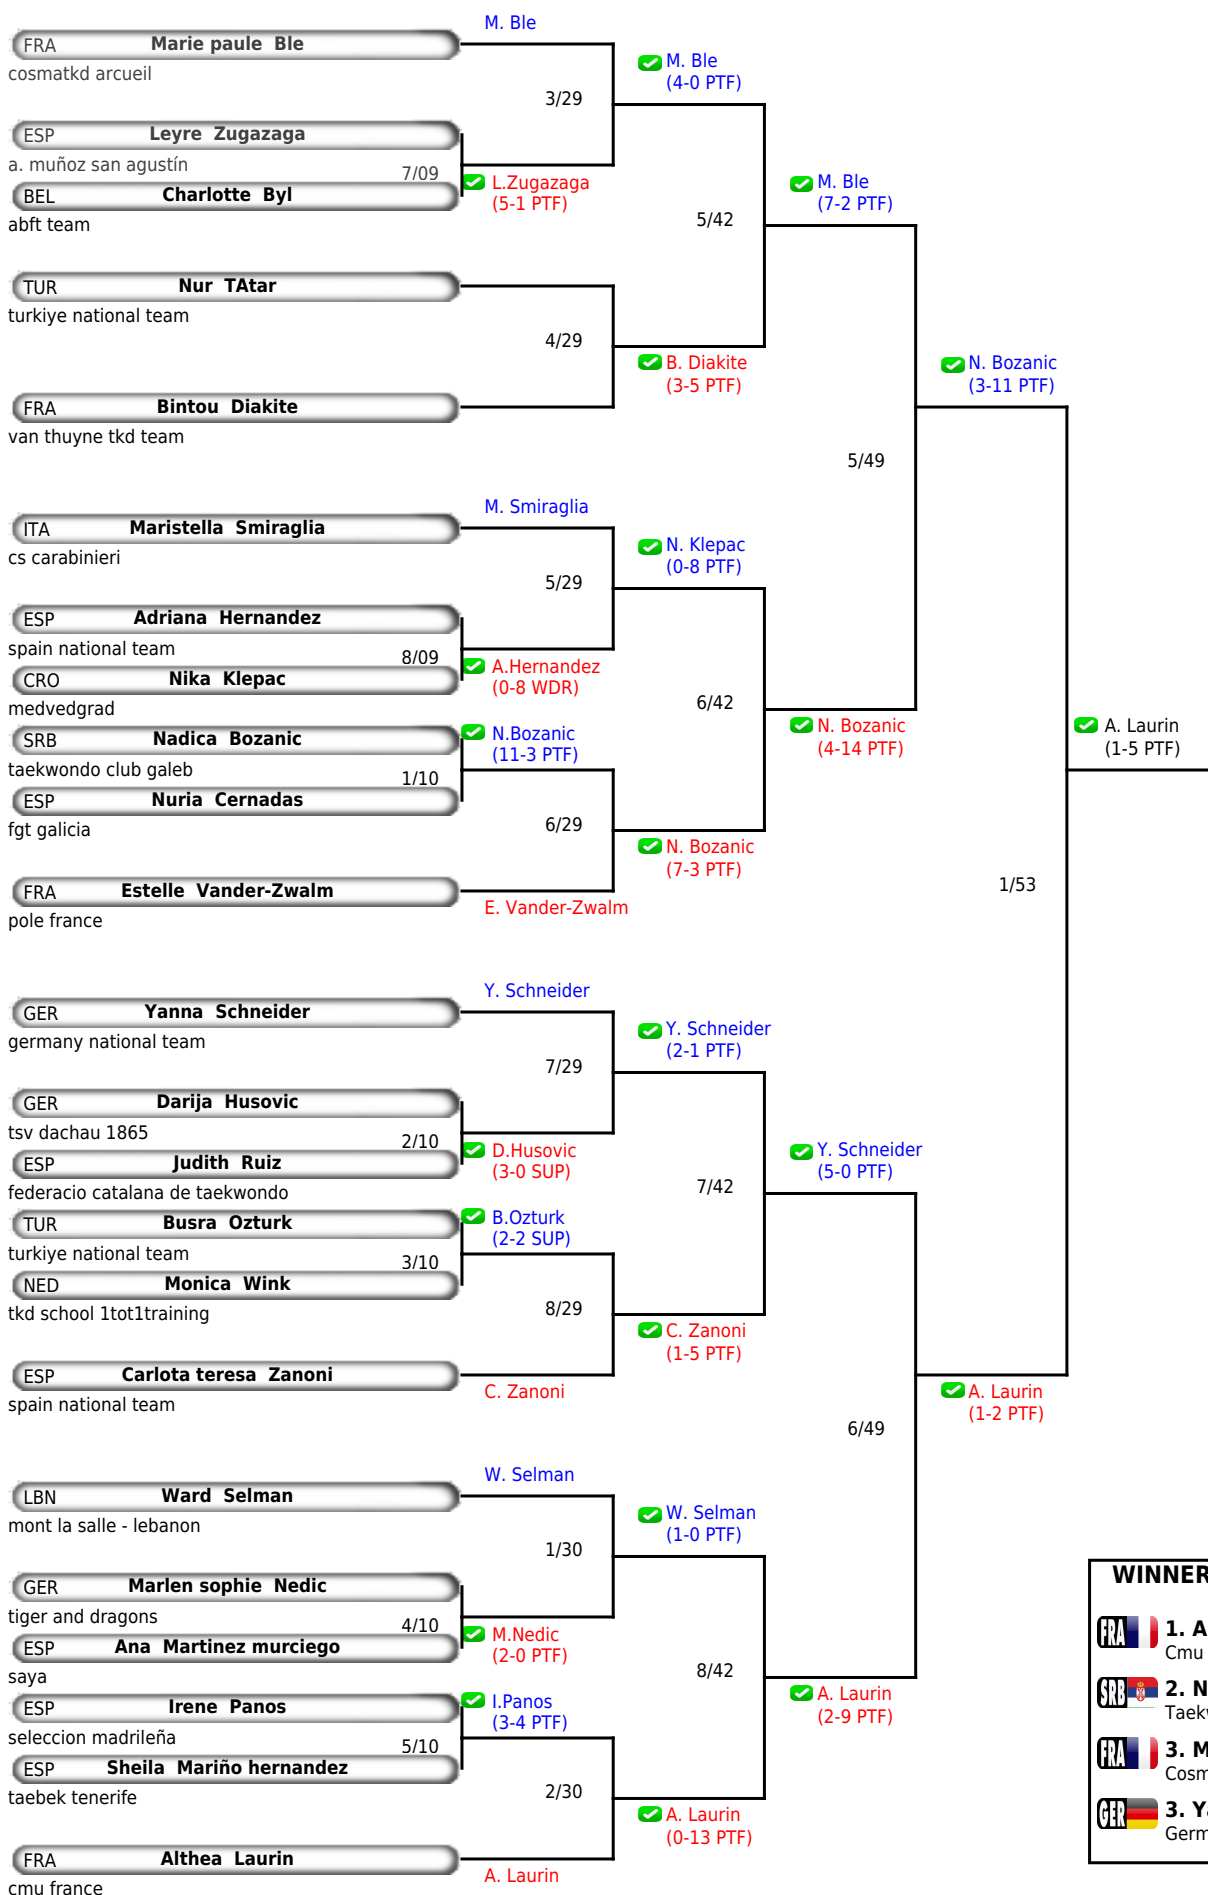 M. Ble
FRA Marie paule Ble
cosmatkd arcueil
M. Ble
(4-0 PTF)
3/29
ESP Leyre Zugazaga
a. muñoz san agustín
7/09
BEL Charlotte Byl
abft team
L.Zugazaga
(5-1 PTF)
M. Ble
(7-2 PTF)
5/42
TUR Nur TAtar
turkiye national team
4/29
B. Diakite
(3-5 PTF)
FRA Bintou Diakite
van thuyne tkd team
N. Bozanic
(3-11 PTF)
5/49
M. Smiraglia
ITA Maristella Smiraglia
cs carabinieri
N. Klepac
(0-8 PTF)
5/29
ESP Adriana Hernandez
spain national team
8/09
CRO Nika Klepac
medvedgrad
A.Hernandez
(0-8 WDR)
6/42
SRB Nadica Bozanic
taekwondo club galeb
1/10
ESP Nuria Cernadas
fgt galicia
N.Bozanic
(11-3 PTF)
N. Bozanic
(4-14 PTF)
A. Laurin
(1-5 PTF)
6/29
N. Bozanic
(7-3 PTF)
FRA Estelle Vander-Zwalm
pole france
E. Vander-Zwalm
1/53
Y. Schneider
GER Yanna Schneider
germany national team
Y. Schneider
(2-1 PTF)
7/29
GER Darija Husovic
tsv dachau 1865
2/10
ESP Judith Ruiz
federacio catalana de taekwondo
D.Husovic
(3-0 SUP)
Y. Schneider
(5-0 PTF)
7/42
TUR Busra Ozturk
turkiye national team
3/10
NED Monica Wink
tkd school 1tot1training
B.Ozturk
(2-2 SUP)
8/29
C. Zanoni
(1-5 PTF)
ESP Carlota teresa Zanoni
spain national team
C. Zanoni
A. Laurin
(1-2 PTF)
6/49
W. Selman
LBN Ward Selman
mont la salle - lebanon
W. Selman
(1-0 PTF)
1/30
GER Marlen sophie Nedic
tiger and dragons
4/10
ESP Ana Martinez murciego
saya
M.Nedic
(2-0 PTF)
8/42
ESP Irene Panos
seleccion madrileña
5/10
ESP Sheila Mariño hernandez
taebek tenerife
I.Panos
(3-4 PTF)
A. Laurin
(2-9 PTF)
2/30
A. Laurin
(0-13 PTF)
FRA Althea Laurin
cmu france
A. Laurin
WINNER
FRA 1. A
Cmu
SRB 2. N
Taekw
FRA 3. M
Cosm
GER 3. Ya
Germ